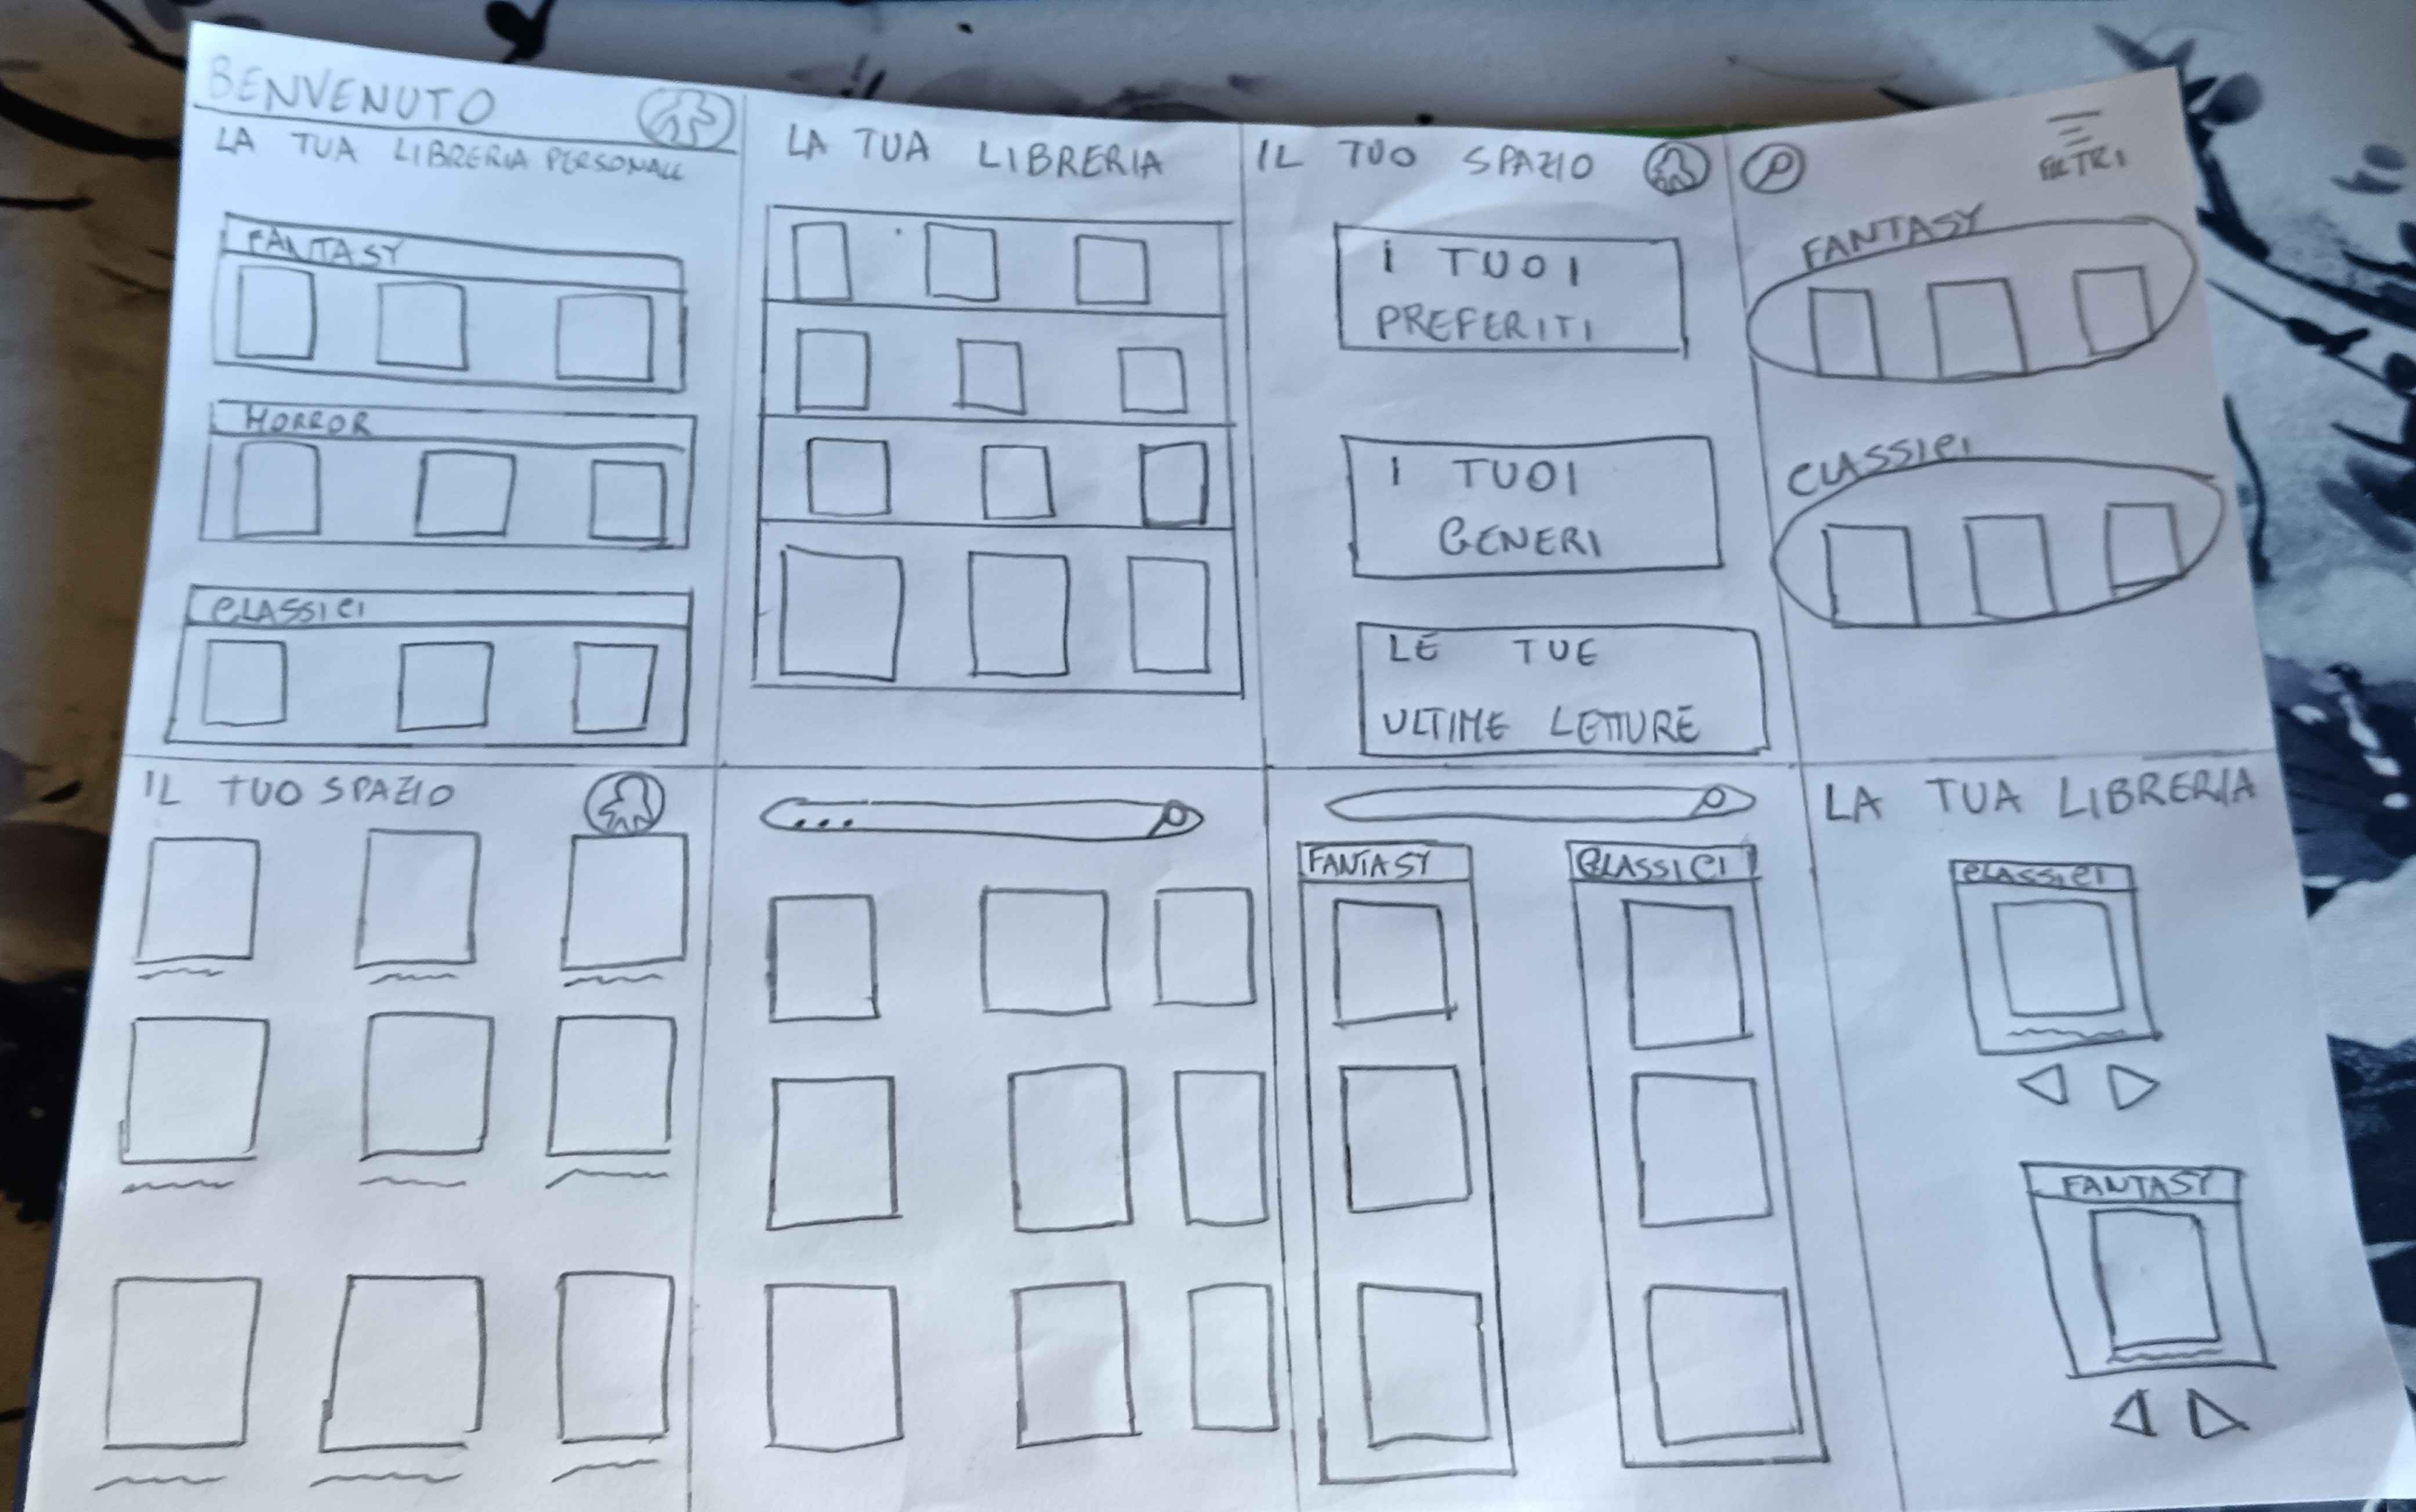 BENVENUTO
LA TUA LIBRERIA PERSONALE
FANTASY
HORROR
CLASSICI
LA TUA LIBRERIA
IL TUO SPAZIO
I TUOI
PREFERITI
I TUOI
GENERI
LE TUE
ULTIME LETTURE
FILTRI
FANTASY
CLASSICI
IL TUO SPAZIO
...
FANTASY
CLASSICI
LA TUA LIBRERIA
CLASSICI
FANTASY